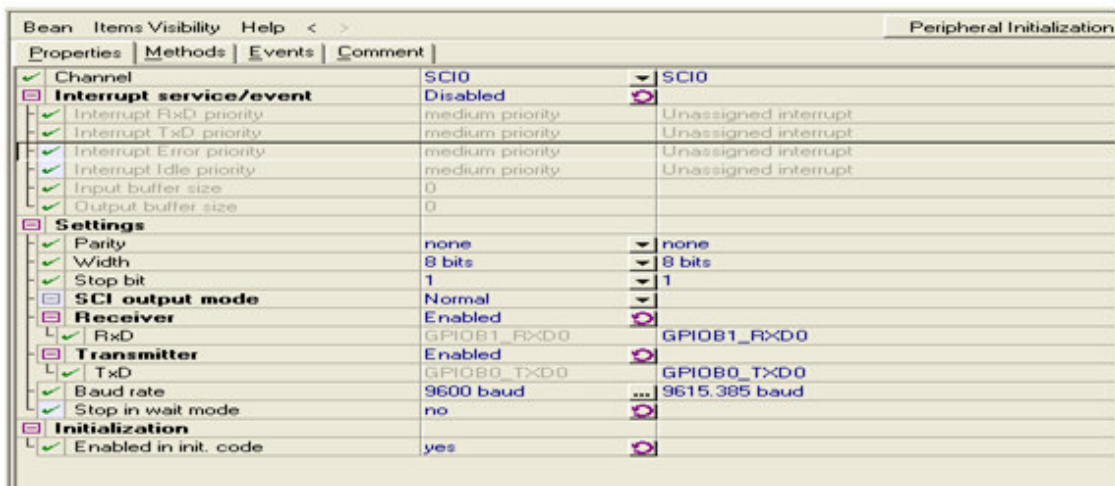 Bean Items Visibility Help < > Peripheral Initialization
Properties Methods Events Comment
Channel SCI0 SCI0
Interrupt service/event Disabled
Interrupt RxD priority medium priority Unassigned interrupt
Interrupt TxD priority medium priority Unassigned interrupt
Interrupt Error priority medium priority Unassigned interrupt
Interrupt Idle priority medium priority Unassigned interrupt
Input buffer size 0
Output buffer size 0
Settings
Parity none none
Width 8 bits 8 bits
Stop bit 1 1
SCI output mode Normal
Receiver Enabled
RxD GPIOB1_RXD0 GPIOB1_RXD0
Transmitter Enabled
TxD GPIOB0_TXD0 GPIOB0_TXD0
Baud rate 9600 baud ... 9615.385 baud
Stop in wait mode no
Initialization
Enabled in init. code yes